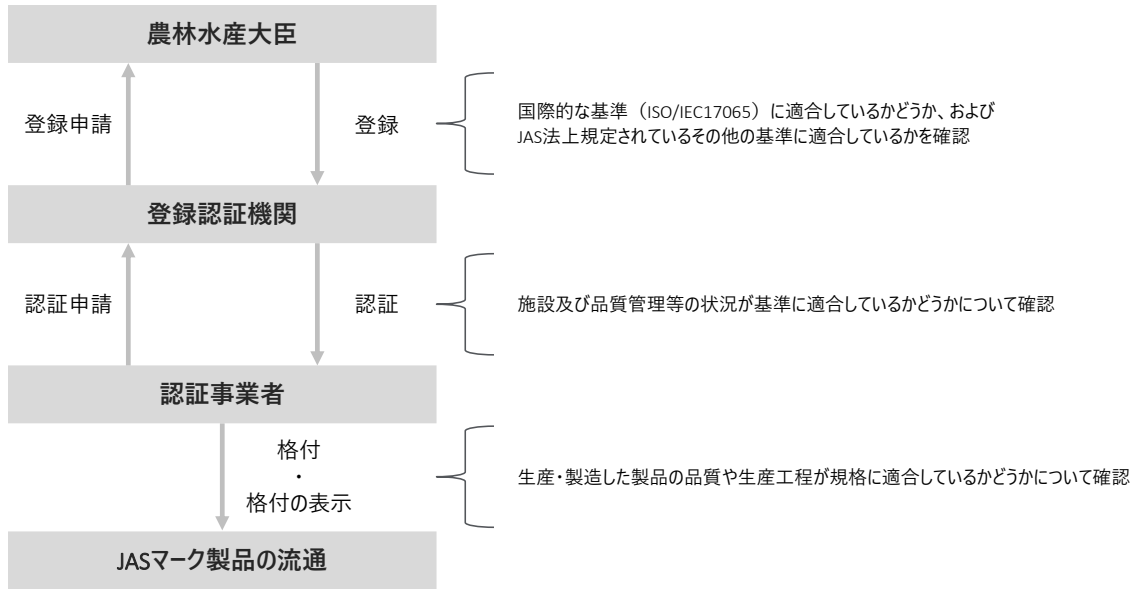 農林水産大臣
登録申請
登録
国際的な基準（ISO/IEC17065）に適合しているかどうか、および
JAS法上規定されているその他の基準に適合しているかを確認
登録認証機関
認証申請
認証
施設及び品質管理等の状況が基準に適合しているかどうかについて確認
認証事業者
格付
・
格付の表示
生産・製造した製品の品質や生産工程が規格に適合しているかどうかについて確認
JASマーク製品の流通